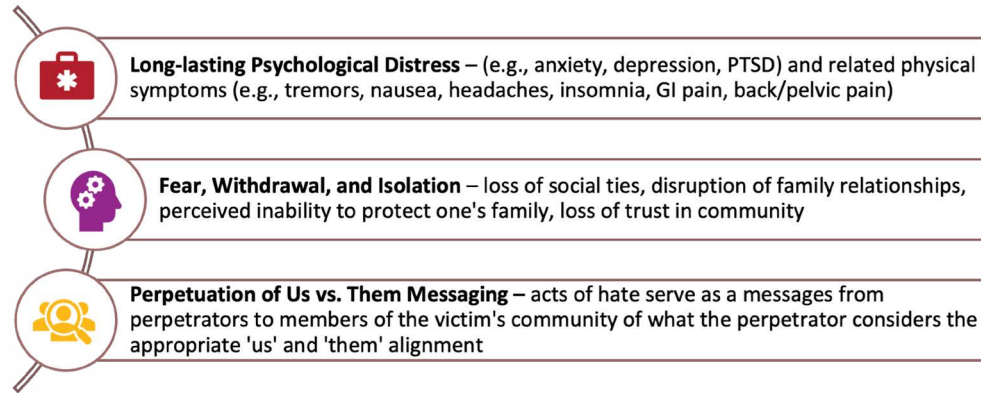 Long-lasting Psychological Distress – (e.g., anxiety, depression, PTSD) and related physical
symptoms (e.g., tremors, nausea, headaches, insomnia, GI pain, back/pelvic pain)
Fear, Withdrawal, and Isolation – loss of social ties, disruption of family relationships,
perceived inability to protect one's family, loss of trust in community
Perpetuation of Us vs. Them Messaging – acts of hate serve as a messages from
perpetrators to members of the victim's community of what the perpetrator considers the
appropriate 'us' and 'them' alignment